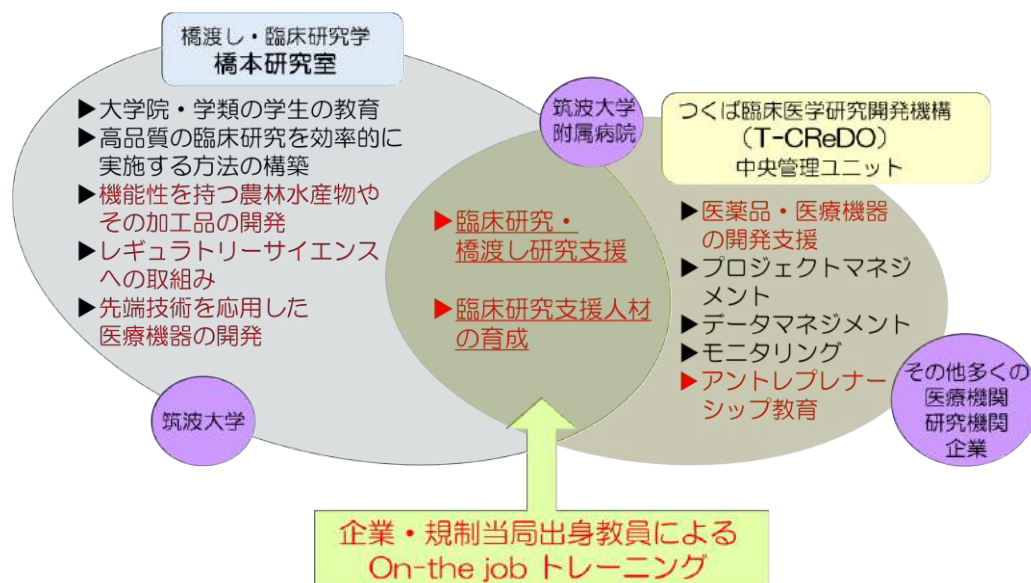 橋渡し・臨床研究学
橋本研究室
▶大学院・学類の学生の教育
▶高品質の臨床研究を効率的に
実施する方法の構築
▶機能性を持つ農林水産物や
その加工品の開発
▶レギュラトリーサイエンス
への取組み
▶先端技術を応用した
医療機器の開発
筑波大学
筑波大学
附属病院
▶臨床研究・
橋渡し研究支援
▶臨床研究支援人材
の育成
つくば臨床医学研究開発機構
（T-CReDO）
中央管理ユニット
▶医薬品・医療機器
の開発支援
▶プロジェクトマネジ
メント
▶データマネジメント
▶モニタリング
▶アントレプレナー
シップ教育
その他多くの
医療機関
研究機関
企業
企業・規制当局出身教員による
On-the job トレーニング